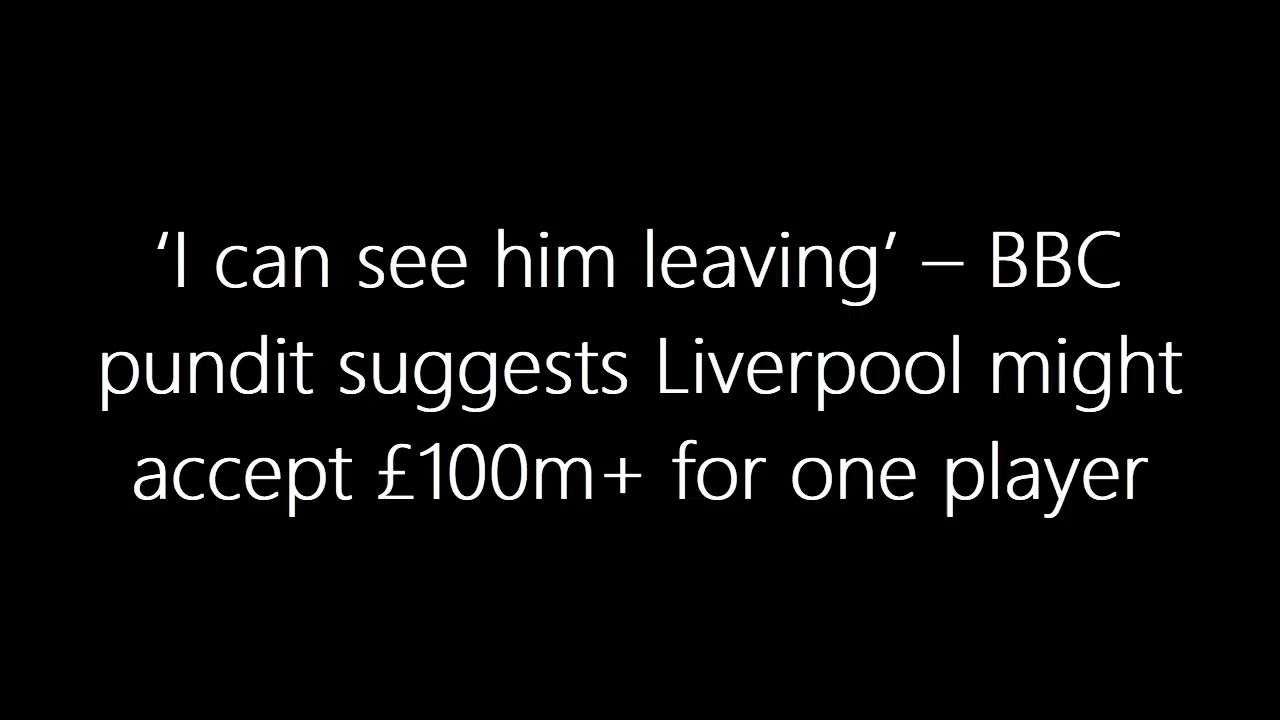 ‘I can see him leaving’ – BBC
pundit suggests Liverpool might
accept £100m+ for one player